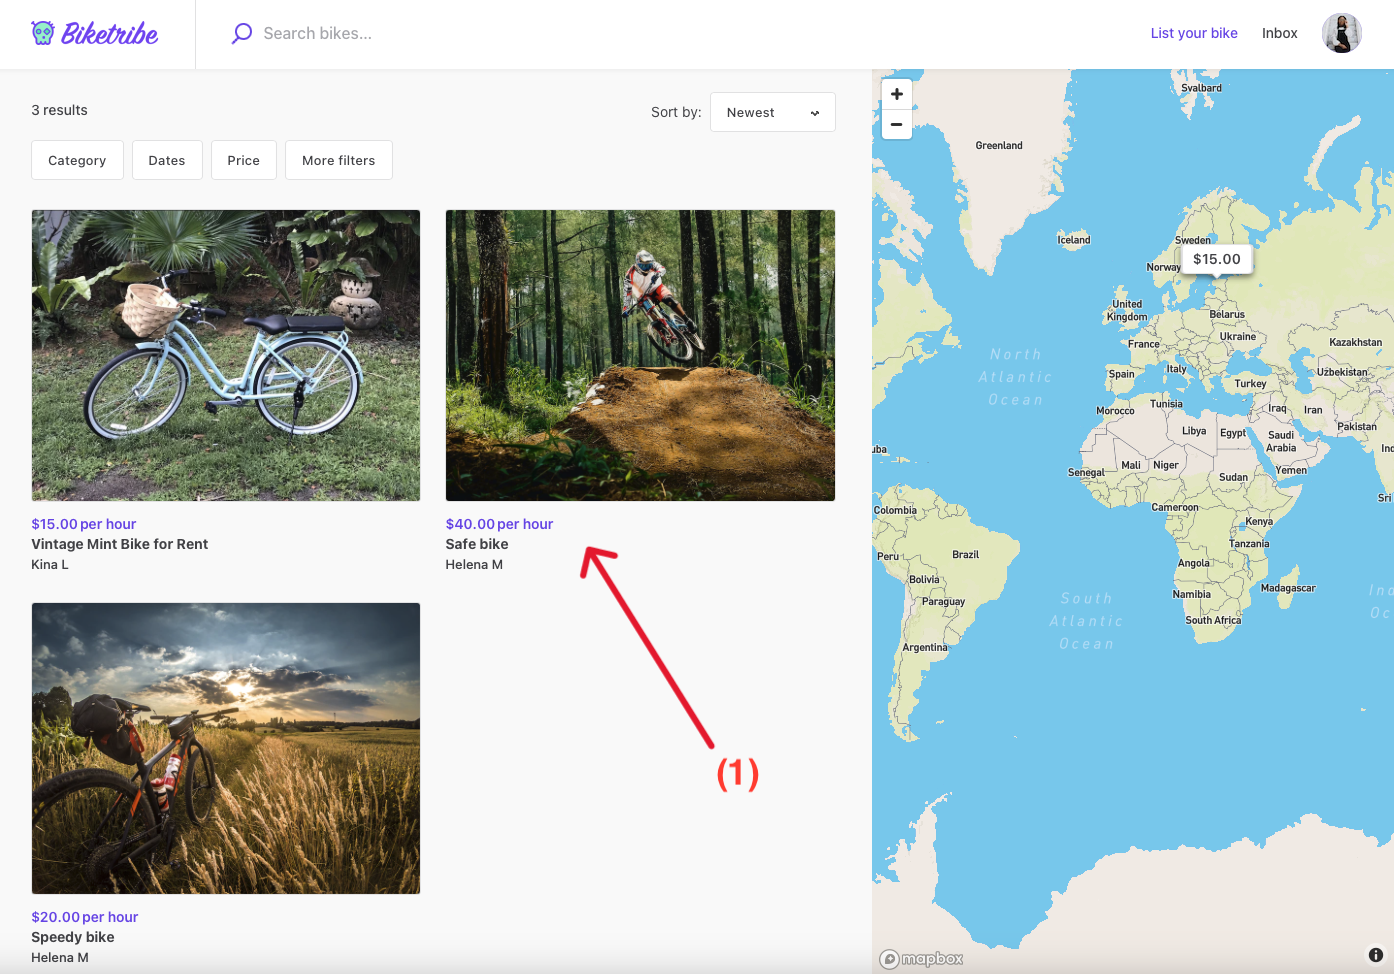 Biketribe
Search bikes...
List your bike
Inbox
3 results
Sort by:
Newest
Category
Dates
Price
More filters
$15.00 per hour
Vintage Mint Bike for Rent
Kina L
$40.00 per hour
Safe bike
Helena M
(1)
$20.00 per hour
Speedy bike
Helena M
+
−
Svalbard
Greenland
Iceland
Sweden
$15.00
Norway
United
Kingdom
Belarus
Ukraine
France
Kazakhstan
North
Atlantic
Ocean
Italy
Spain
Uzbekistan
Turkey
Morocco
Tunisia
Iraq
Iran
Pakistan
Libya
Egypt
Saudi
Arabia
uba
Ind
Mali
Niger
Senegal
Yemen
Sudan
Sri
Colombia
Cameroon
Kenya
Brazil
Tanzania
Peru
Angola
Bolivia
Madagascar
Namibia
Paraguay
South
Atlantic
Ocean
Ind
Oc
South Africa
Argentina
mapbox
i